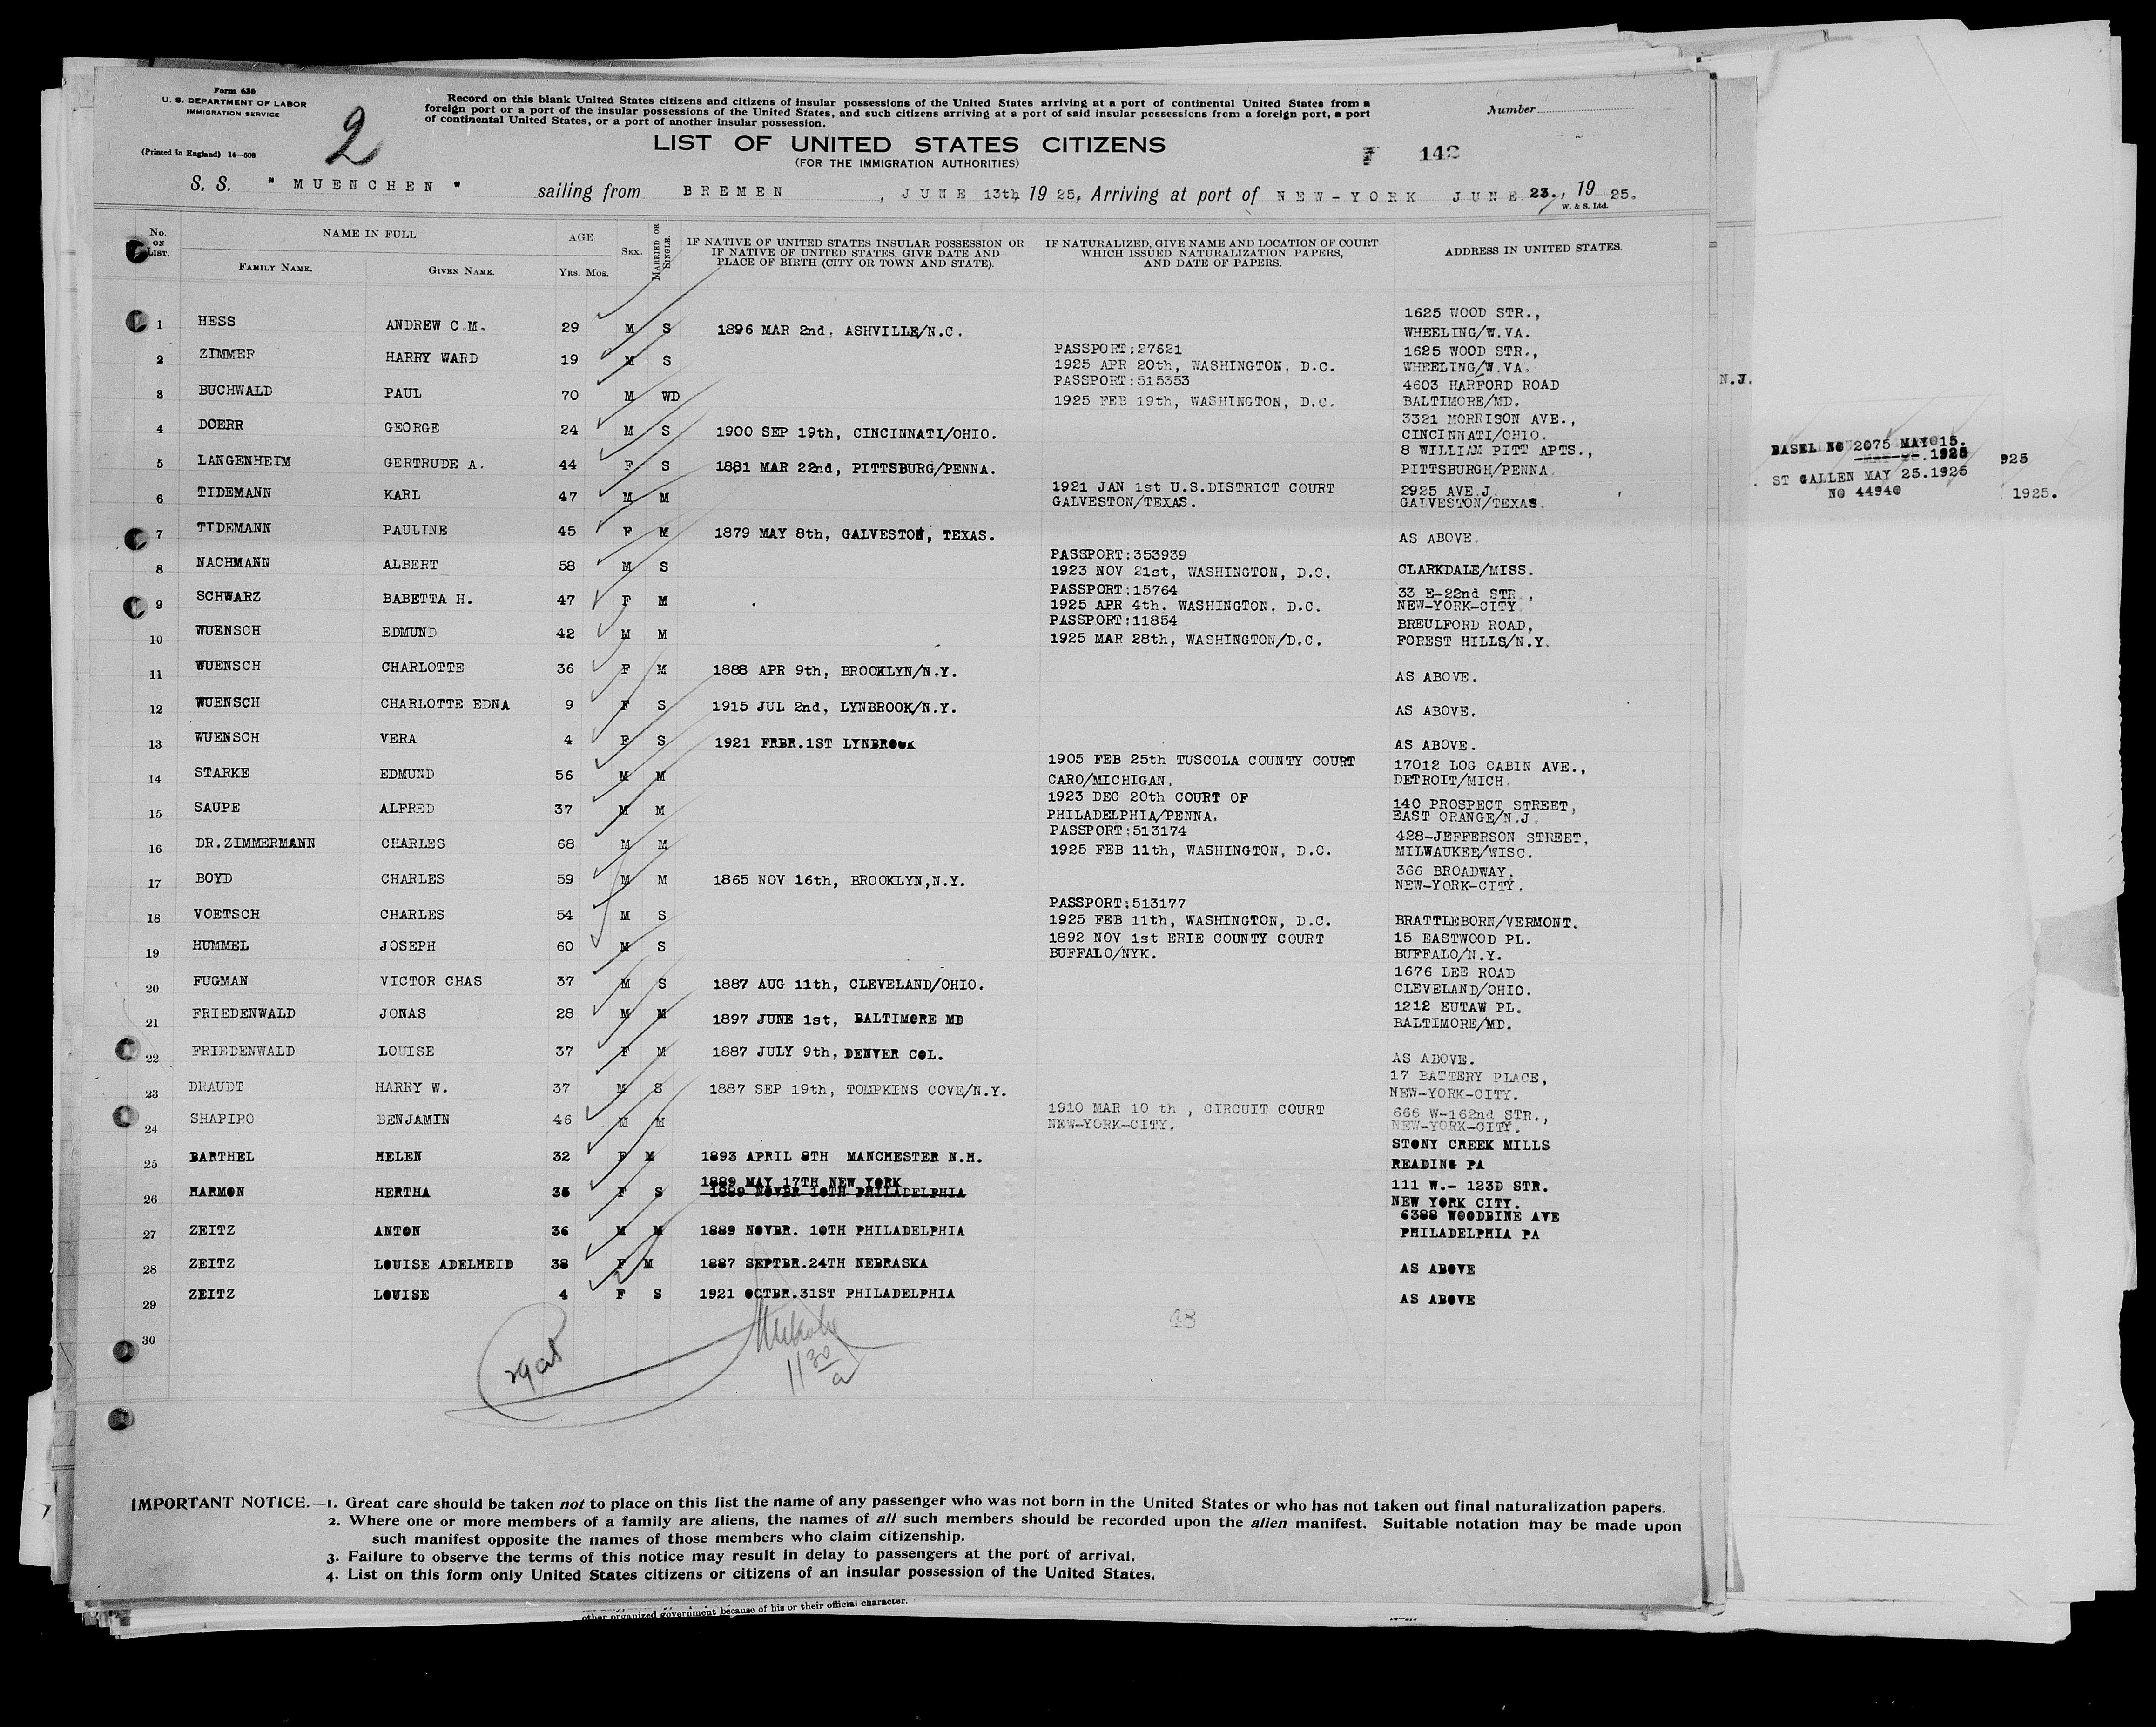 Form 630
U. S. DEPARTMENT OF LABOR
IMMIGRATION SERVICE
(Printed in England) 14—608
2
Record on this blank United States citizens and citizens of insular possessions of the United States arriving at a port of continental United States from a
foreign port or a port of the insular possessions of the United States, and such citizens arriving at a port of said insular possessions from a foreign port, a port
of continental United States, or a port of another insular possession.
Number
LIST OF UNITED STATES CITIZENS
(FOR THE IMMIGRATION AUTHORITIES)
148
S. S. " MUENCHEN " sailing from BREMEN , JUNE 13th 19 25, Arriving at port of NEW-YORK JUNE 23., 19 25.
W. & S. Ltd.
No. ON LIST. NAME IN FULL AGE SEX. MARRIED OR SINGLE. IF NATIVE OF UNITED STATES INSULAR POSSESSION OR IF NATIVE OF UNITED STATES, GIVE DATE AND PLACE OF BIRTH (CITY OR TOWN AND STATE). IF NATURALIZED, GIVE NAME AND LOCATION OF COURT WHICH ISSUED NATURALIZATION PAPERS, AND DATE OF PAPERS. ADDRESS IN UNITED STATES.
FAMILY NAME. GIVEN NAME. YRS. MOS.
1 HESS ANDREW C.M. 29 M S 1896 MAR 2nd, ASHVILLE/N.C. 1625 WOOD STR., WHEELING/W.VA.
2 ZIMMER HARRY WARD 19 M S PASSPORT:27621 1925 APR 20th, WASHINGTON, D.C. 1625 WOOD STR., WHEELING/W.VA.
3 BUCHWALD PAUL 70 M WD PASSPORT:515353 1925 FEB 19th, WASHINGTON, D.C. 4603 HARFORD ROAD BALTIMORE/MD.
4 DOERR GEORGE 24 M S 1900 SEP 19th, CINCINNATI/OHIO. 3321 MORRISON AVE., CINCINNATI/OHIO.
5 LANGENHEIM GERTRUDE A. 44 F S 1881 MAR 22nd, PITTSBURG/PENNA. 8 WILLIAM PITT APTS., PITTSBURGH/PENNA.
6 TIDEMANN KARL 47 M M 1921 JAN 1st U.S.DISTRICT COURT GALVESTON/TEXAS. 2925 AVE.J. GALVESTON/TEXAS.
7 TIDEMANN PAULINE 45 F M 1879 MAY 8th, GALVESTON, TEXAS. AS ABOVE.
8 NACHMANN ALBERT 58 M S PASSPORT:353939 1923 NOV 21st, WASHINGTON, D.C. CLARKDALE/MISS.
9 SCHWARZ BABETTA H. 47 F M PASSPORT:15764 1925 APR 4th, WASHINGTON, D.C. 33 E-22nd STR., NEW-YORK-CITY
10 WUENSCH EDMUND 42 M M PASSPORT:11854 1925 MAR 28th, WASHINGTON/D.C. BREULFORD ROAD, FOREST HILLS/N.Y.
11 WUENSCH CHARLOTTE 36 F M 1888 APR 9th, BROOKLYN/N.Y. AS ABOVE.
12 WUENSCH CHARLOTTE EDNA 9 F S 1915 JUL 2nd, LYNBROOK/N.Y. AS ABOVE.
13 WUENSCH VERA 4 F S 1921 FRBR.1ST LYNBROOK AS ABOVE.
14 STARKE EDMUND 56 M M 1905 FEB 25th TUSCOLA COUNTY COURT CARO/MICHIGAN. 17012 LOG CABIN AVE., DETROIT/MICH.
15 SAUPE ALFRED 37 M M 1923 DEC 20th COURT OF PHILADELPHIA/PENNA. 140 PROSPECT STREET, EAST ORANGE/N.J.
16 DR.ZIMMERMANN CHARLES 68 M M PASSPORT:513174 1925 FEB 11th, WASHINGTON, D.C. 428-JEFFERSON STREET, MILWAUKEE/WISC.
17 BOYD CHARLES 59 M M 1865 NOV 16th, BROOKLYN,N.Y. 366 BROADWAY. NEW-YORK-CITY.
18 VOETSCH CHARLES 54 M S PASSPORT:513177 1925 FEB 11th, WASHINGTON, D.C. BRATTLEBORN/VERMONT.
19 HUMMEL JOSEPH 60 M S 1892 NOV 1st ERIE COUNTY COURT BUFFALO/NYK. 15 EASTWOOD PL. BUFFALO/N.Y.
20 FUGMAN VICTOR CHAS 37 M S 1887 AUG 11th, CLEVELAND/OHIO. 1676 LEE ROAD CLEVELAND/OHIO.
21 FRIEDENWALD JONAS 28 M M 1897 JUNE 1st, BALTIMORE MD 1212 EUTAW PL. BALTIMORE/MD.
22 FRIEDENWALD LOUISE 37 F M 1887 JULY 9th, DENVER COL. AS ABOVE.
23 DRAUDT HARRY W. 37 M S 1887 SEP 19th, TOMPKINS COVE/N.Y. 17 BATTERY PLACE, NEW-YORK-CITY.
24 SHAPIRO BENJAMIN 46 M M 1910 MAR 10 th , CIRCUIT COURT NEW-YORK-CITY. 666 W-162nd STR., NEW-YORK-CITY.
25 BARTHEL HELEN 32 F M 1893 APRIL 8TH MANCHESTER N.H. STONY CREEK MILLS READING PA
26 HARMON HERTHA 36 F S 1889 MAY 17TH NEW YORK 1889 NOVBR 10TH PHILADELPHIA 111 W.- 123D STR. NEW YORK CITY.
27 ZEITZ ANTON 36 M M 1889 NOVBR. 10TH PHILADELPHIA 6388 WOODBINE AVE PHILADELPHIA PA
28 ZEITZ LOUISE ADELHEID 38 F M 1887 SEPTBR.24TH NEBRASKA AS ABOVE
29 ZEITZ LOUISE 4 F S 1921 OCTBR.31ST PHILADELPHIA AS ABOVE
30
48
11 30 a
IMPORTANT NOTICE.—1. Great care should be taken not to place on this list the name of any passenger who was not born in the United States or who has not taken out final naturalization papers.
2. Where one or more members of a family are aliens, the names of all such members should be recorded upon the alien manifest. Suitable notation may be made upon
such manifest opposite the names of those members who claim citizenship.
3. Failure to observe the terms of this notice may result in delay to passengers at the port of arrival.
4. List on this form only United States citizens or citizens of an insular possession of the United States.
other organized government because of his or their official character.
N.J.
BASEL NO 2075 MAY 15.
1925
925
ST GALLEN MAY 25.1925
NO 44940
1925.